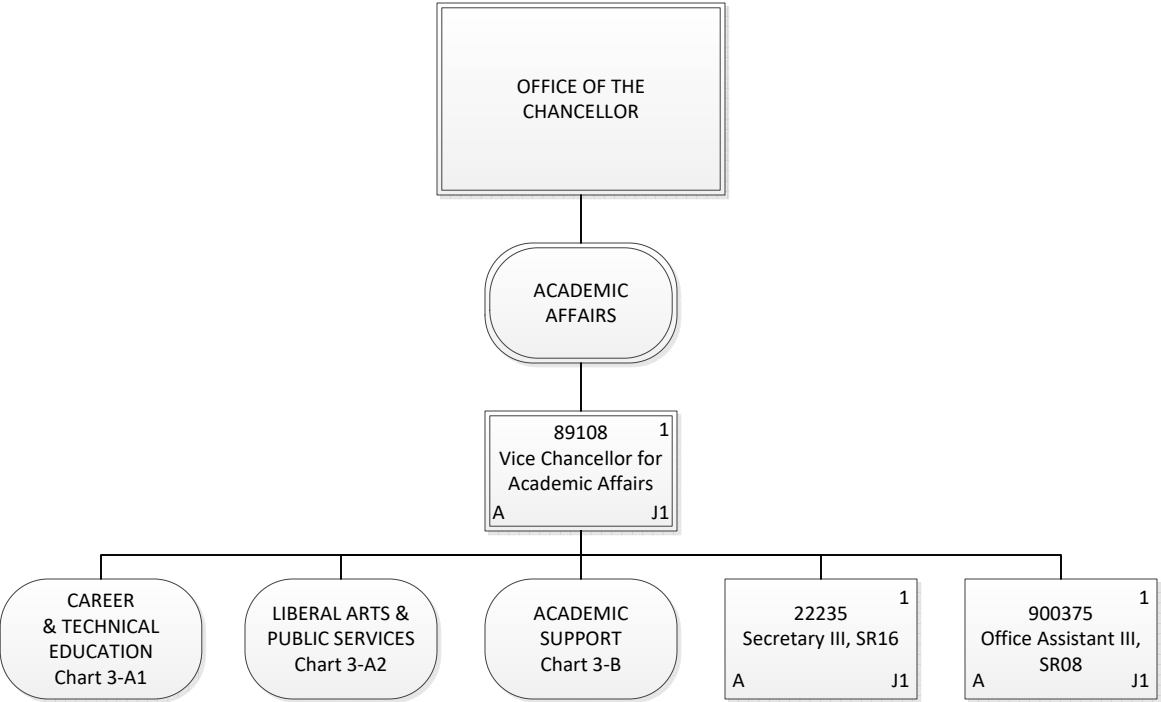 OFFICE OF THE
CHANCELLOR
ACADEMIC
AFFAIRS
89108 1
Vice Chancellor for
Academic Affairs
A J1
CAREER
& TECHNICAL
EDUCATION
Chart 3-A1
LIBERAL ARTS &
PUBLIC SERVICES
Chart 3-A2
ACADEMIC
SUPPORT
Chart 3-B
1
22235
Secretary III, SR16
A J1
1
900375
Office Assistant III,
SR08
A J1